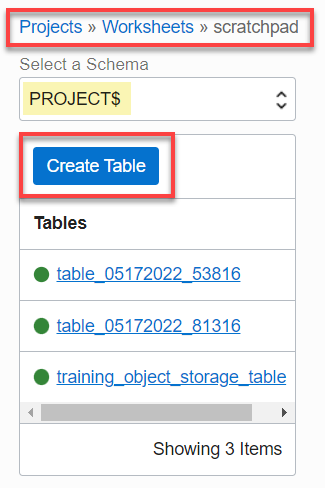 Projects » Worksheets » scratchpad
Select a Schema
PROJECT$
Create Table
Tables
table_05172022_53816
table_05172022_81316
training_object_storage_table
Showing 3 Items